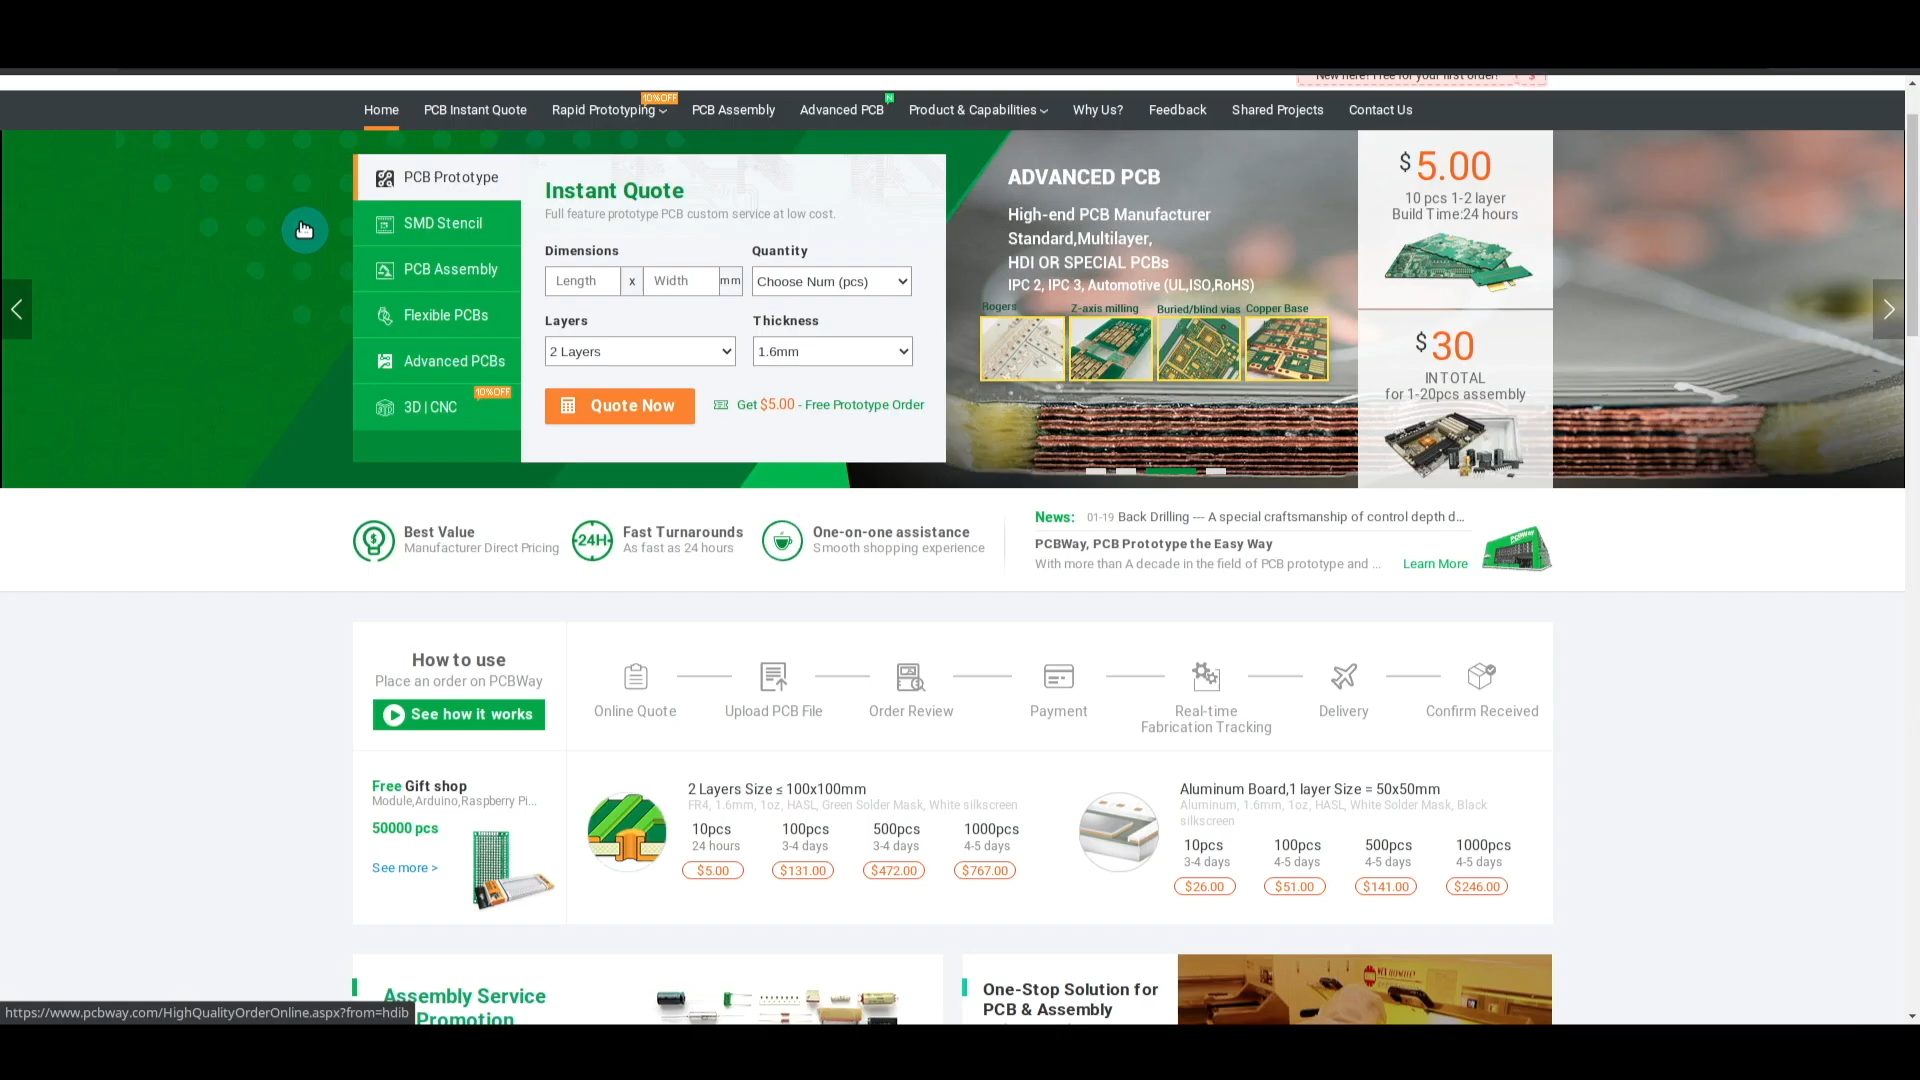 New here? Free for your first order! $
Home PCB Instant Quote Rapid Prototyping 10%OFF PCB Assembly Advanced PCB N Product & Capabilities Why Us? Feedback Shared Projects Contact Us
PCB Prototype
SMD Stencil
PCB Assembly
Flexible PCBs
Advanced PCBs
10%OFF
3D | CNC
Instant Quote
Full feature prototype PCB custom service at low cost.
Dimensions Quantity
Length x Width mm Choose Num (pcs)
Layers Thickness
2 Layers 1.6mm
Quote Now Get $5.00 - Free Prototype Order
ADVANCED PCB
High-end PCB Manufacturer
Standard,Multilayer,
HDI OR SPECIAL PCBs
IPC 2, IPC 3, Automotive (UL,ISO,RoHS)
Rogers Z-axis milling Buried/blind vias Copper Base
$5.00
10 pcs 1-2 layer
Build Time:24 hours
$30
IN TOTAL
for 1-20pcs assembly
Best Value
Manufacturer Direct Pricing
24H
Fast Turnarounds
As fast as 24 hours
One-on-one assistance
Smooth shopping experience
News: 01-19 Back Drilling --- A special craftsmanship of control depth d...
PCBWay, PCB Prototype the Easy Way
With more than A decade in the field of PCB prototype and ... Learn More
PCBWay
How to use
Place an order on PCBWay
See how it works
Online Quote
Upload PCB File
Order Review
Payment
Real-time
Fabrication Tracking
Delivery
Confirm Received
Free Gift shop
Module,Arduino,Raspberry Pi...
50000 pcs
See more >
2 Layers Size ≤ 100x100mm
FR4, 1.6mm, 1oz, HASL, Green Solder Mask, White silkscreen
10pcs 100pcs 500pcs 1000pcs
24 hours 3-4 days 3-4 days 4-5 days
$5.00 $131.00 $472.00 $767.00
Aluminum Board,1 layer Size = 50x50mm
Aluminum, 1.6mm, 1oz, HASL, White Solder Mask, Black
silkscreen
10pcs 100pcs 500pcs 1000pcs
3-4 days 4-5 days 4-5 days 4-5 days
$26.00 $51.00 $141.00 $246.00
Assembly Service
Promotion
One-Stop Solution for
PCB & Assembly
https://www.pcbway.com/HighQualityOrderOnline.aspx?from=hdib